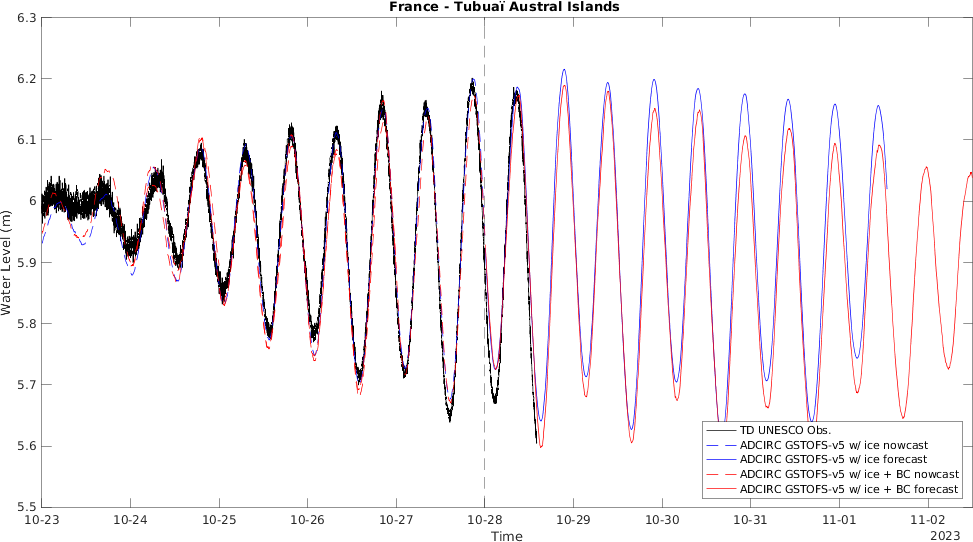 France - Tubuaï Austral Islands
Water Level (m)
6.3
6.2
6.1
6
5.9
5.8
5.7
5.6
5.5
TD UNESCO Obs.
ADCIRC GSTOFS-v5 w/ ice nowcast
ADCIRC GSTOFS-v5 w/ ice forecast
ADCIRC GSTOFS-v5 w/ ice + BC nowcast
ADCIRC GSTOFS-v5 w/ ice + BC forecast
10-23 10-24 10-25 10-26 10-27 10-28 10-29 10-30 10-31 11-01 11-02
Time
2023